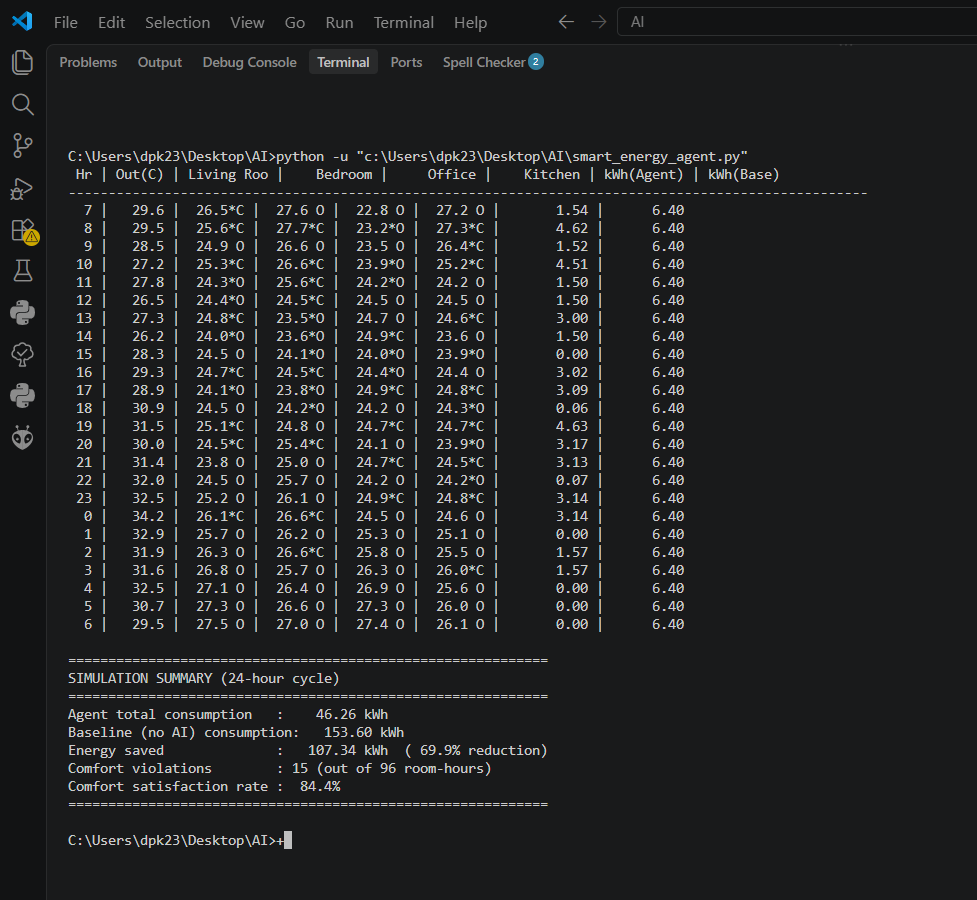 File Edit Selection View Go Run Terminal Help ← → AI
Problems Output Debug Console Terminal Ports Spell Checker 2
C:\Users\dpk23\Desktop\AI>python -u "c:\Users\dpk23\Desktop\AI\smart_energy_agent.py"
 Hr | Out(C) | Living Roo |    Bedroom |     Office |    Kitchen | kWh(Agent) | kWh(Base)
----------------------------------------------------------------------------------------------------
  7 |   29.6 |  26.5*C |  27.6 O |  22.8 O |  27.2 O |       1.54 |      6.40
  8 |   29.5 |  25.6*C |  27.7*C |  23.2*O |  27.3*C |       4.62 |      6.40
  9 |   28.5 |  24.9 O |  26.6 O |  23.5 O |  26.4*C |       1.52 |      6.40
 10 |   27.2 |  25.3*C |  26.6*C |  23.9*O |  25.2*C |       4.51 |      6.40
 11 |   27.8 |  24.3*O |  25.6*C |  24.2*O |  24.2 O |       1.50 |      6.40
 12 |   26.5 |  24.4*O |  24.5*C |  24.5 O |  24.5 O |       1.50 |      6.40
 13 |   27.3 |  24.8*C |  23.5*O |  24.7 O |  24.6*C |       3.00 |      6.40
 14 |   26.2 |  24.0*O |  23.6*O |  24.9*C |  23.6 O |       1.50 |      6.40
 15 |   28.3 |  24.5 O |  24.1*O |  24.0*O |  23.9*O |       0.00 |      6.40
 16 |   29.3 |  24.7*C |  24.5*C |  24.4*O |  24.4 O |       3.02 |      6.40
 17 |   28.9 |  24.1*O |  23.8*O |  24.9*C |  24.8*C |       3.09 |      6.40
 18 |   30.9 |  24.5 O |  24.2*O |  24.2 O |  24.3*O |       0.06 |      6.40
 19 |   31.5 |  25.1*C |  24.8 O |  24.7*C |  24.7*C |       4.63 |      6.40
 20 |   30.0 |  24.5*C |  25.4*C |  24.1 O |  23.9*O |       3.17 |      6.40
 21 |   31.4 |  23.8 O |  25.0 O |  24.7*C |  24.5*C |       3.13 |      6.40
 22 |   32.0 |  24.5 O |  25.7 O |  24.2 O |  24.2*O |       0.07 |      6.40
 23 |   32.5 |  25.2 O |  26.1 O |  24.9*C |  24.8*C |       3.14 |      6.40
  0 |   34.2 |  26.1*C |  26.6*C |  24.5 O |  24.6 O |       3.14 |      6.40
  1 |   32.9 |  25.7 O |  26.2 O |  25.3 O |  25.1 O |       0.00 |      6.40
  2 |   31.9 |  26.3 O |  26.6*C |  25.8 O |  25.5 O |       1.57 |      6.40
  3 |   31.6 |  26.8 O |  25.7 O |  26.3 O |  26.0*C |       1.57 |      6.40
  4 |   32.5 |  27.1 O |  26.4 O |  26.9 O |  25.6 O |       0.00 |      6.40
  5 |   30.7 |  27.3 O |  26.6 O |  27.3 O |  26.0 O |       0.00 |      6.40
  6 |   29.5 |  27.5 O |  27.0 O |  27.4 O |  26.1 O |       0.00 |      6.40
============================================================
SIMULATION SUMMARY (24-hour cycle)
============================================================
Agent total consumption   :    46.26 kWh
Baseline (no AI) consumption:   153.60 kWh
Energy saved              :   107.34 kWh  ( 69.9% reduction)
Comfort violations        : 15 (out of 96 room-hours)
Comfort satisfaction rate :  84.4%
============================================================
C:\Users\dpk23\Desktop\AI>+